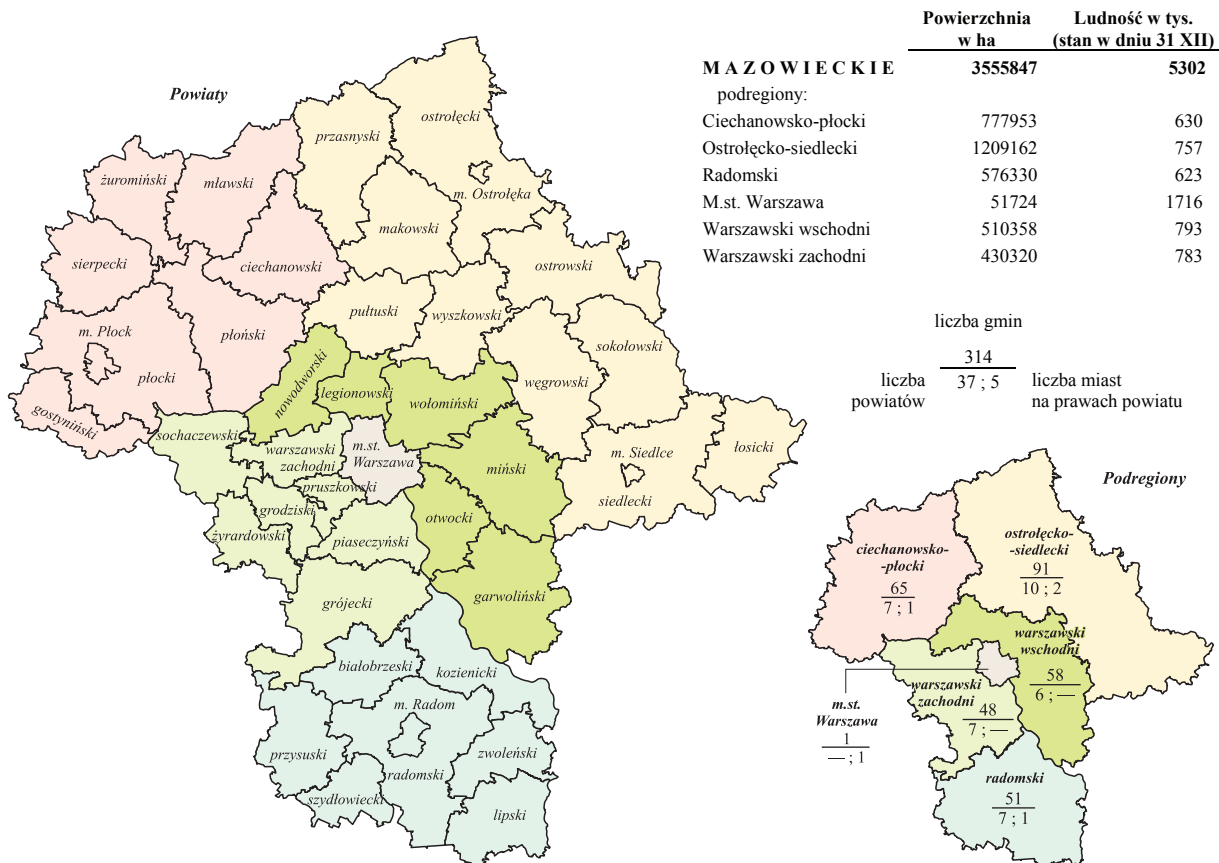 Powierzchnia
w ha
Ludność w tys.
(stan w dniu 31 XII)
M A Z O W I E C K I E 3555847 5302
podregiony:
Ciechanowsko-płocki 777953 630
Ostrołęcko-siedlecki 1209162 757
Radomski 576330 623
M.st. Warszawa 51724 1716
Warszawski wschodni 510358 793
Warszawski zachodni 430320 783
liczba gmin
314
37 ; 5
liczba
powiatów
liczba miast
na prawach powiatu
Powiaty
ostrołęcki
przasnyski
żuromiński
mławski
m. Ostrołęka
makowski
sierpecki
ciechanowski
ostrowski
pułtuski
wyszkowski
m. Płock
płoński
sokołowski
płocki
nowodworski
legionowski
wołomiński
węgrowski
gostyniński
sochaczewski
warszawski
zachodni
m.st.
Warszawa
miński
m. Siedlce
łosicki
siedlecki
pruszkowski
grodziski
otwocki
żyrardowski
piaseczyński
garwoliński
grójecki
białobrzeski
kozienicki
m. Radom
przysuski
zwoleński
radomski
szydłowiecki
lipski
Podregiony
ciechanowsko-
-płocki
65
7 ; 1
ostrołęcko-
-siedlecki
91
10 ; 2
warszawski
wschodni
58
6 ; —
warszawski
zachodni
48
7 ; —
m.st.
Warszawa
1
— ; 1
radomski
51
7 ; 1